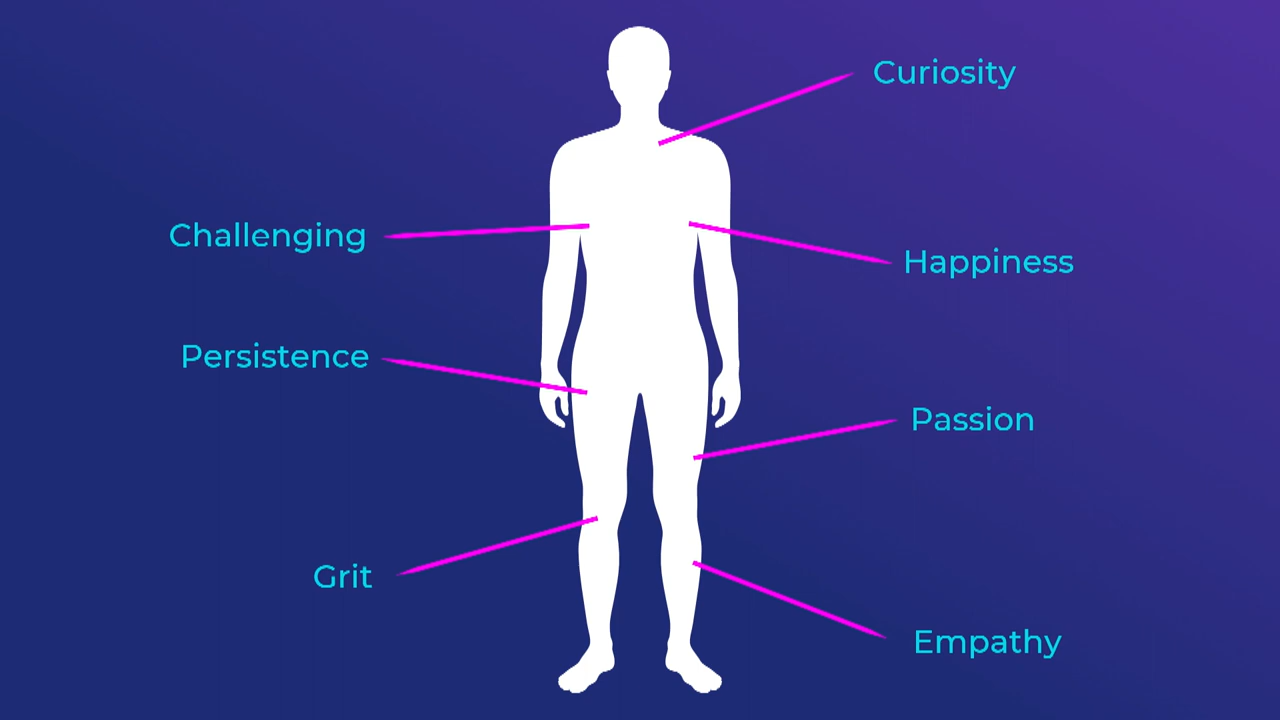 Curiosity
Challenging
Happiness
Persistence
Passion
Grit
Empathy